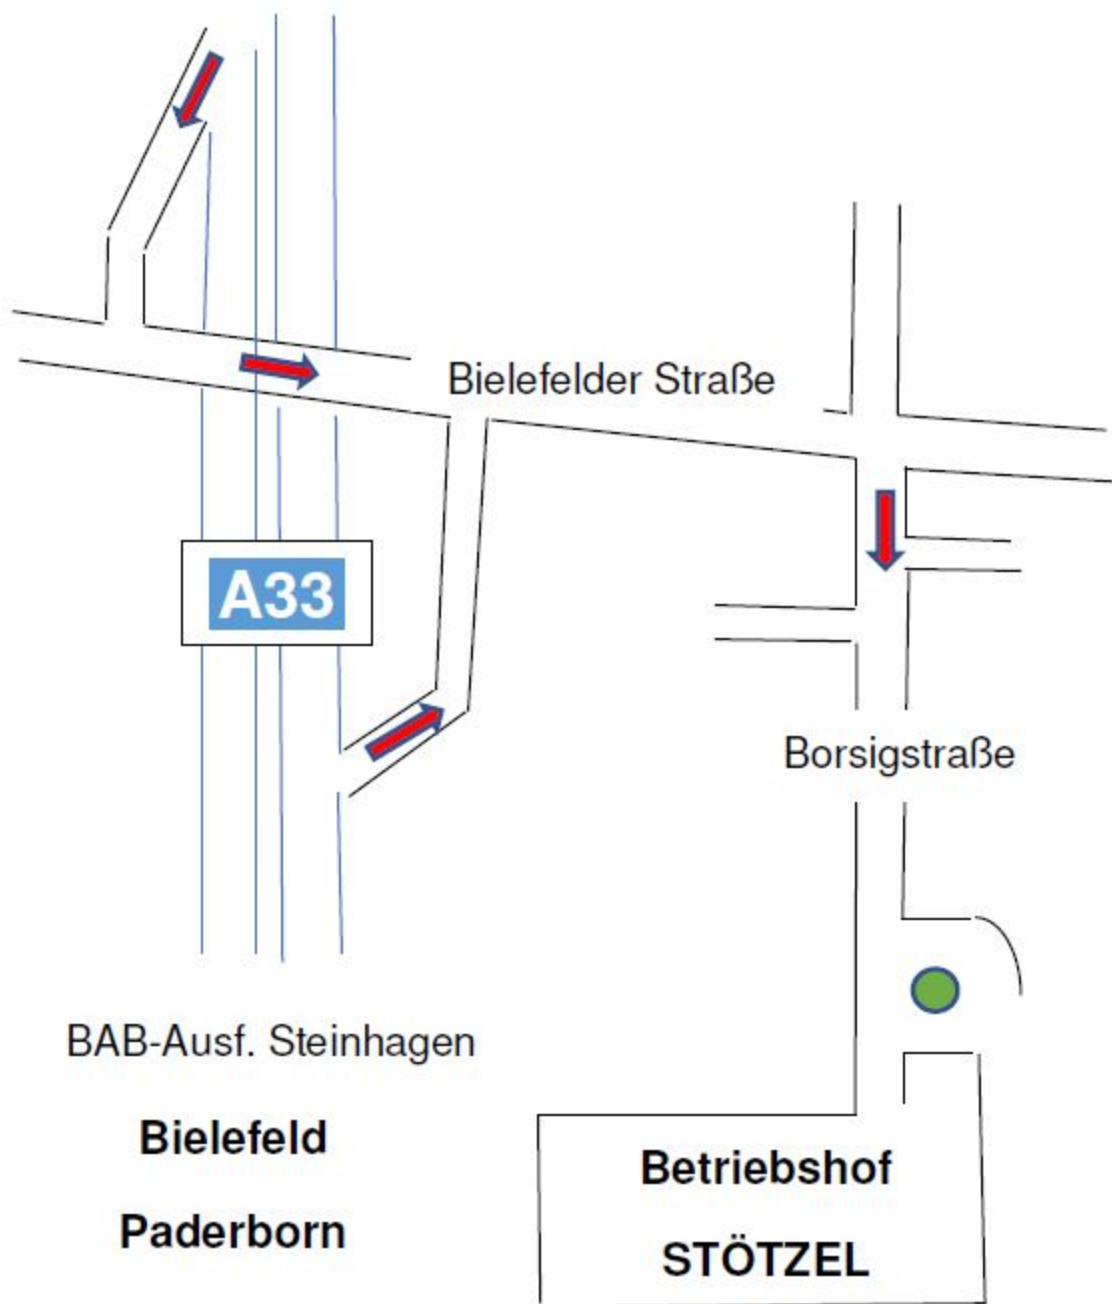 Bielefelder Straße
A33
Borsigstraße
BAB-Ausf. Steinhagen
Bielefeld
Paderborn
Betriebshof
STÖTZEL